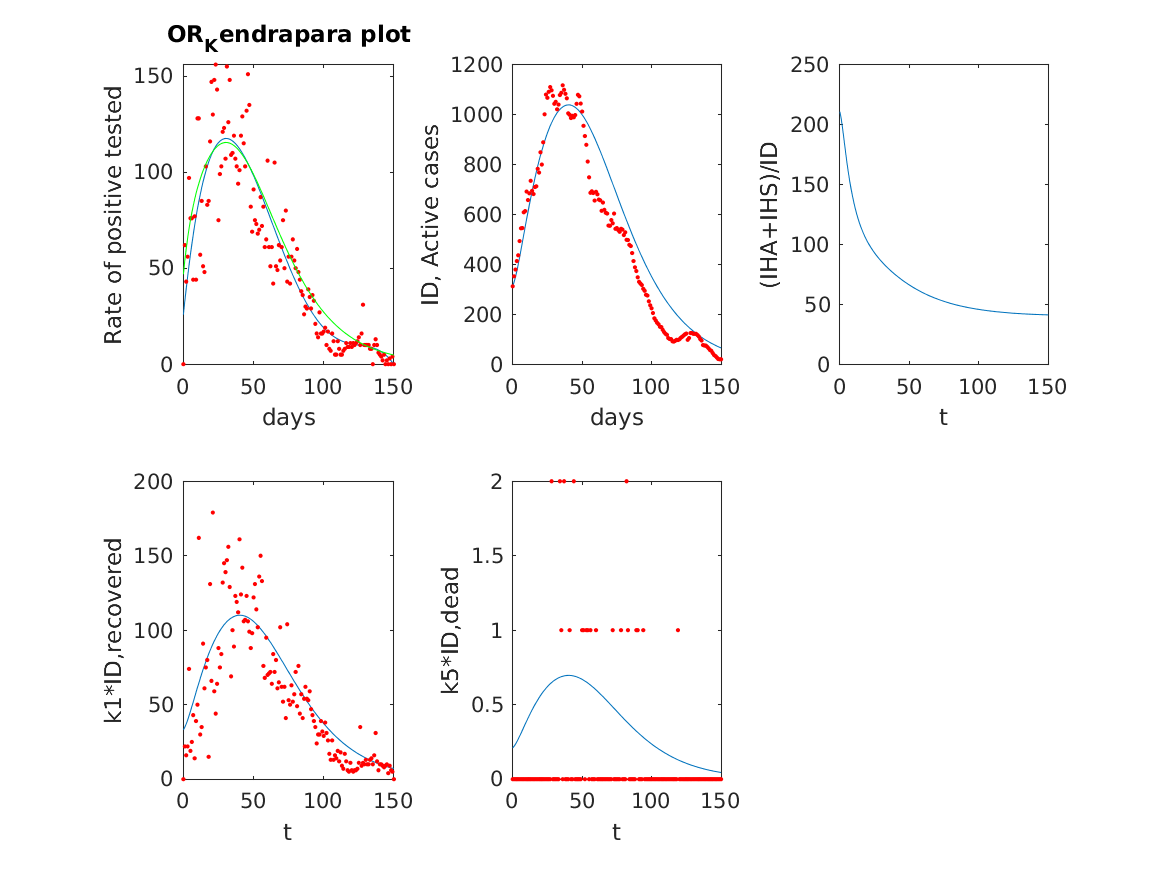 OR_Kendrapara plot
Rate of positive tested
150
100
50
0
0 50 100 150
days
ID, Active cases
1200
1000
800
600
400
200
0
0 50 100 150
days
(IHA+IHS)/ID
250
200
150
100
50
0
0 50 100 150
t
k1*ID,recovered
200
150
100
50
0
0 50 100 150
t
k5*ID,dead
2
1.5
1
0.5
0
0 50 100 150
t